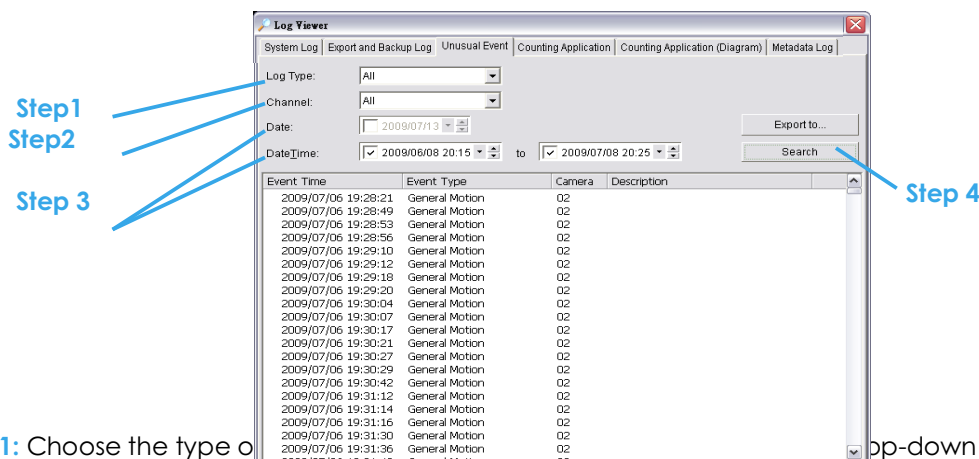 Log Viewer
System Log Export and Backup Log Unusual Event Counting Application Counting Application (Diagram) Metadata Log
Log Type: All
Step1
Channel: All
Step2
Date: 2009/07/13 Export to...
DateTime: 2009/06/08 20:15 to 2009/07/08 20:25 Search
Step 3
Step 4
Event Time Event Type Camera Description
2009/07/06 19:28:21 General Motion 02
2009/07/06 19:28:49 General Motion 02
2009/07/06 19:28:53 General Motion 02
2009/07/06 19:28:56 General Motion 02
2009/07/06 19:29:10 General Motion 02
2009/07/06 19:29:12 General Motion 02
2009/07/06 19:29:18 General Motion 02
2009/07/06 19:29:20 General Motion 02
2009/07/06 19:30:04 General Motion 02
2009/07/06 19:30:07 General Motion 02
2009/07/06 19:30:17 General Motion 02
2009/07/06 19:30:21 General Motion 02
2009/07/06 19:30:27 General Motion 02
2009/07/06 19:30:29 General Motion 02
2009/07/06 19:30:42 General Motion 02
2009/07/06 19:31:12 General Motion 02
2009/07/06 19:31:14 General Motion 02
2009/07/06 19:31:16 General Motion 02
2009/07/06 19:31:30 General Motion 02
2009/07/06 19:31:36 General Motion 02
1: Choose the type o op-down